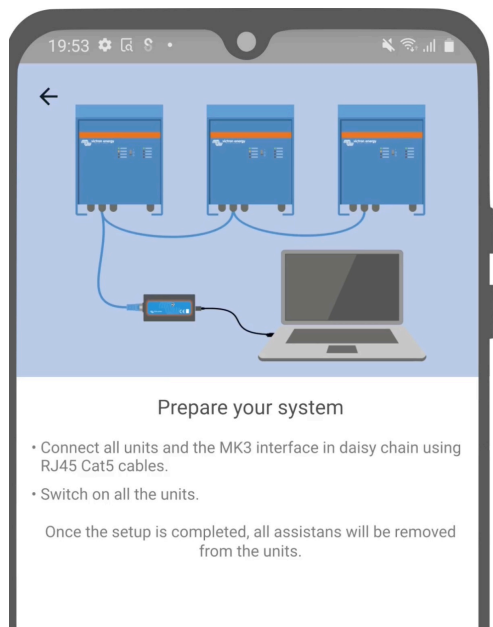 19:53
Prepare your system
• Connect all units and the MK3 interface in daisy chain using
RJ45 Cat5 cables.
• Switch on all the units.
Once the setup is completed, all assistans will be removed
from the units.